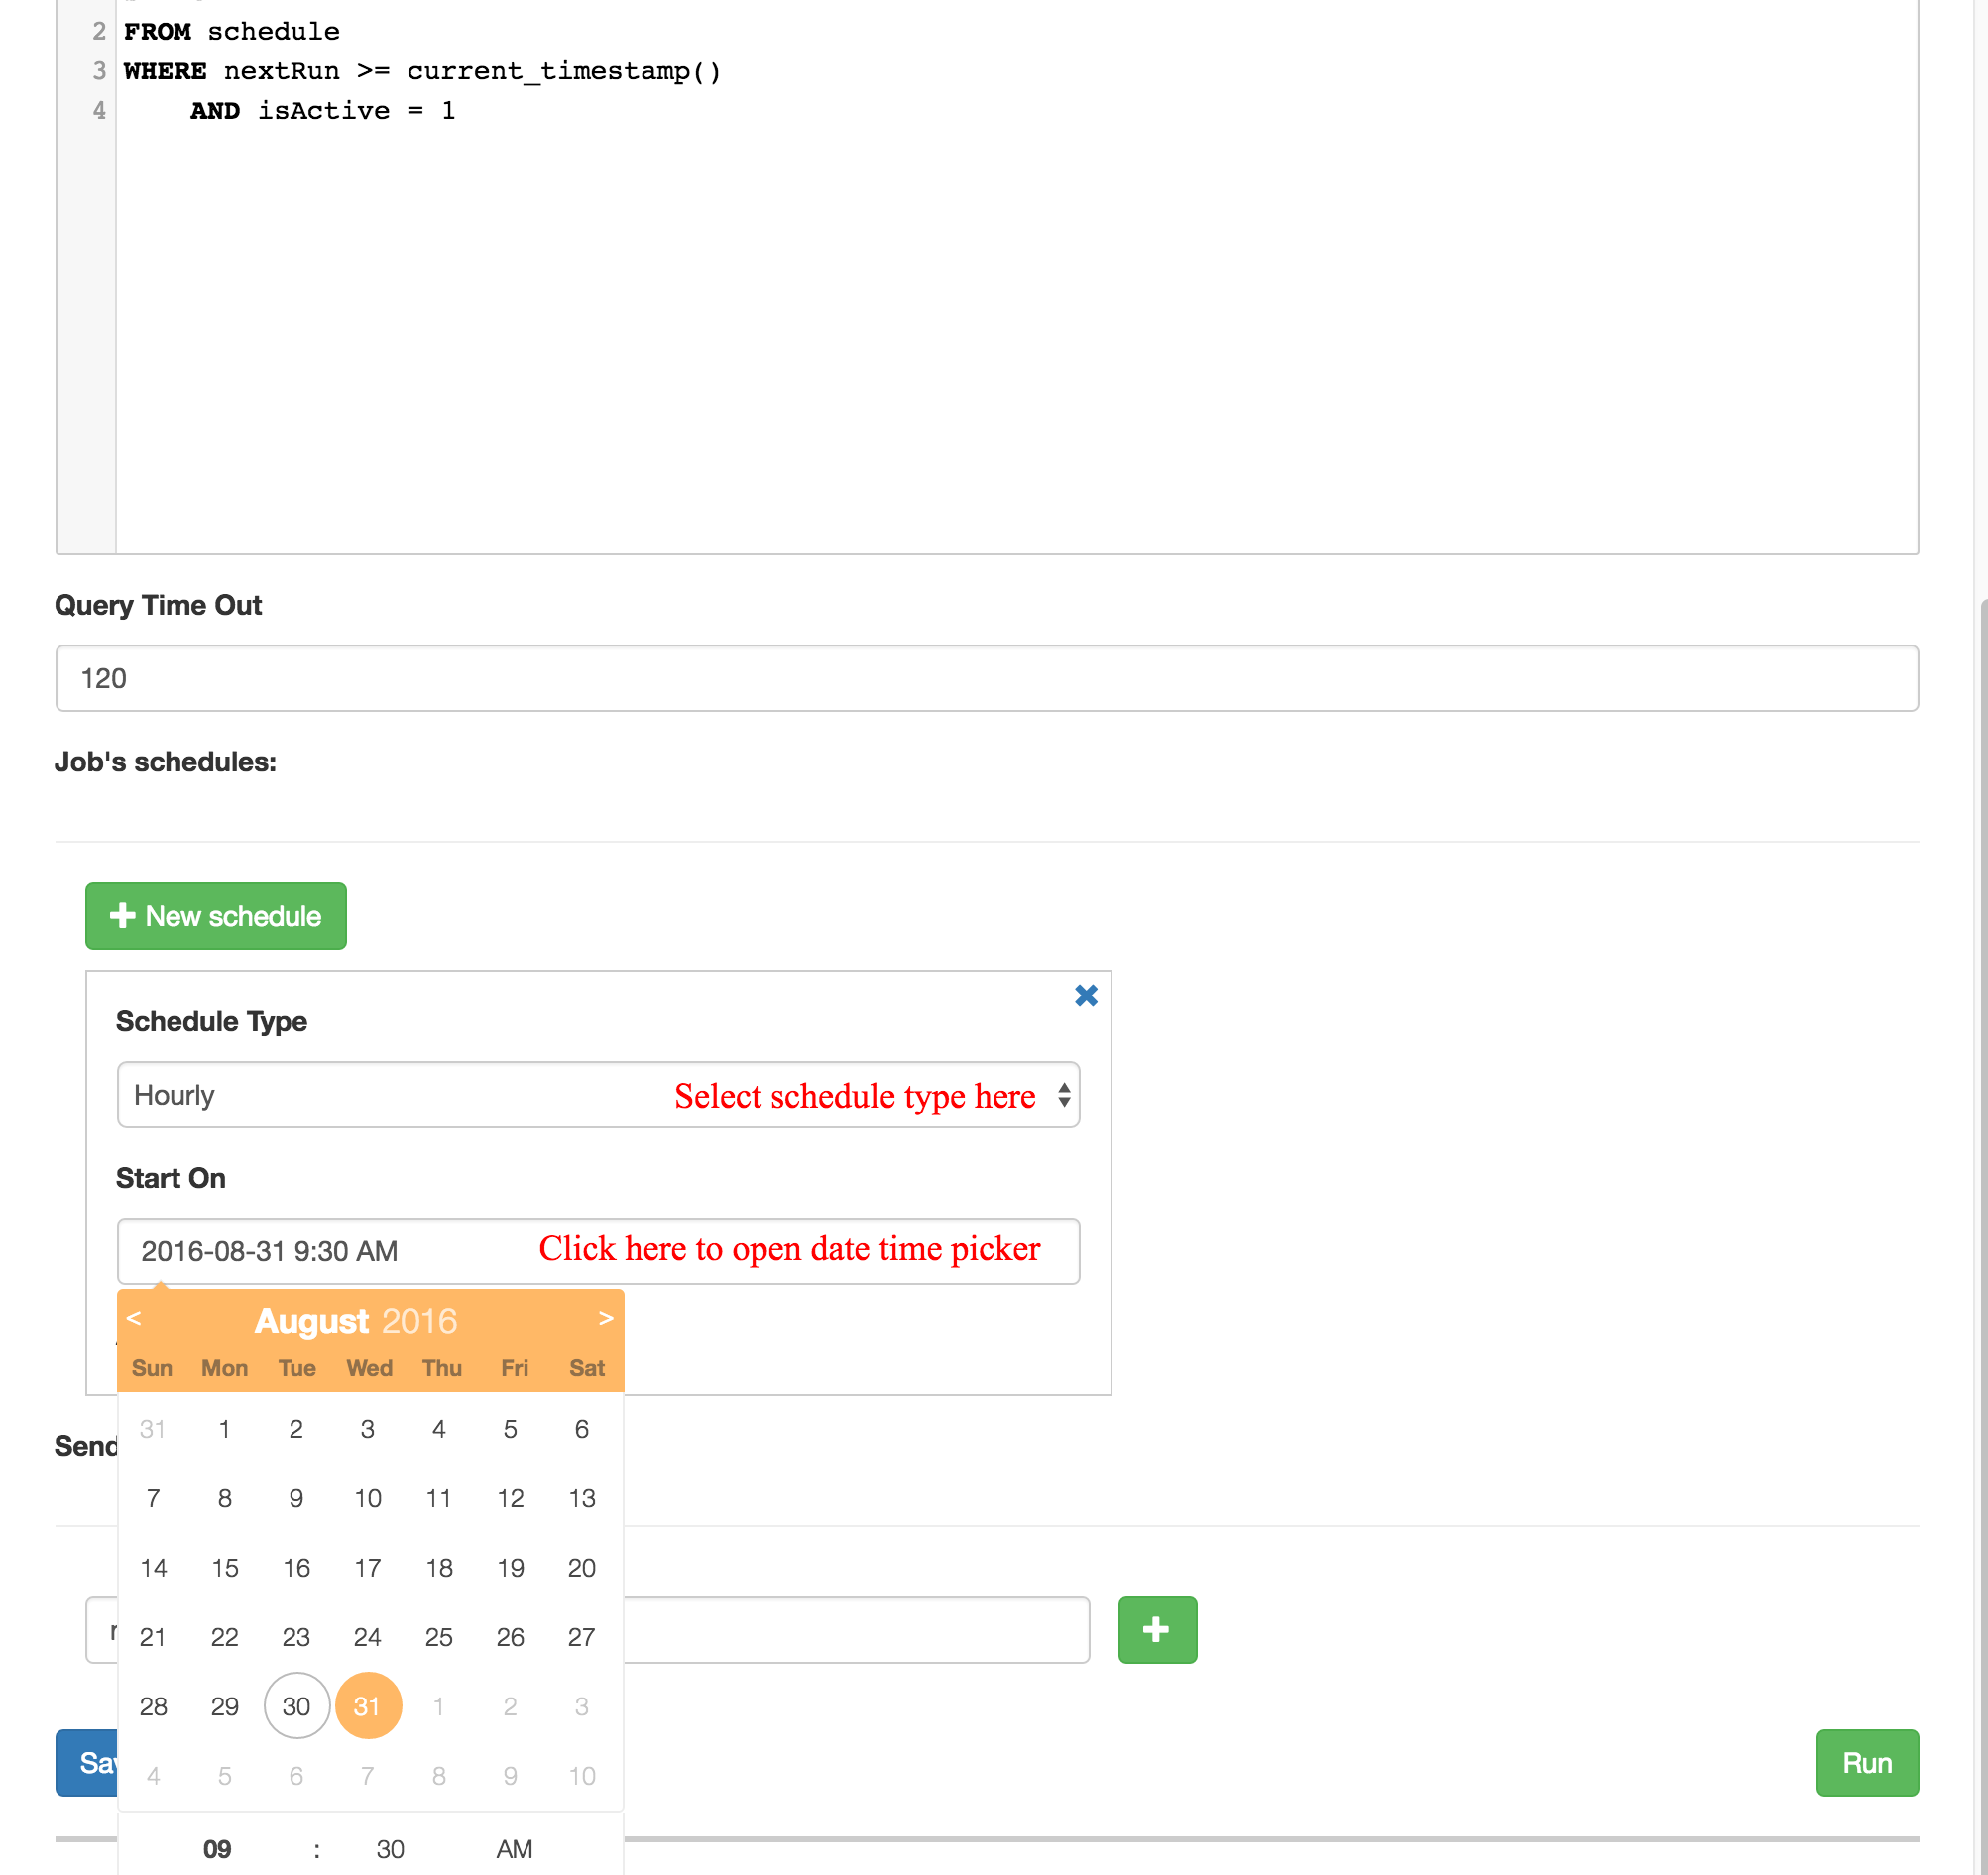 2 FROM schedule
3 WHERE nextRun >= current_timestamp()
4 AND isActive = 1
Query Time Out
120
Job's schedules:
New schedule
Schedule Type
Hourly Select schedule type here
Start On
2016-08-31 9:30 AM Click here to open date time picker
< August 2016 >
Sun Mon Tue Wed Thu Fri Sat
31 1 2 3 4 5 6
Send
7 8 9 10 11 12 13
14 15 16 17 18 19 20
21 22 23 24 25 26 27
28 29 30 31 1 2 3
Sav
Run
4 5 6 7 8 9 10
09 : 30 AM